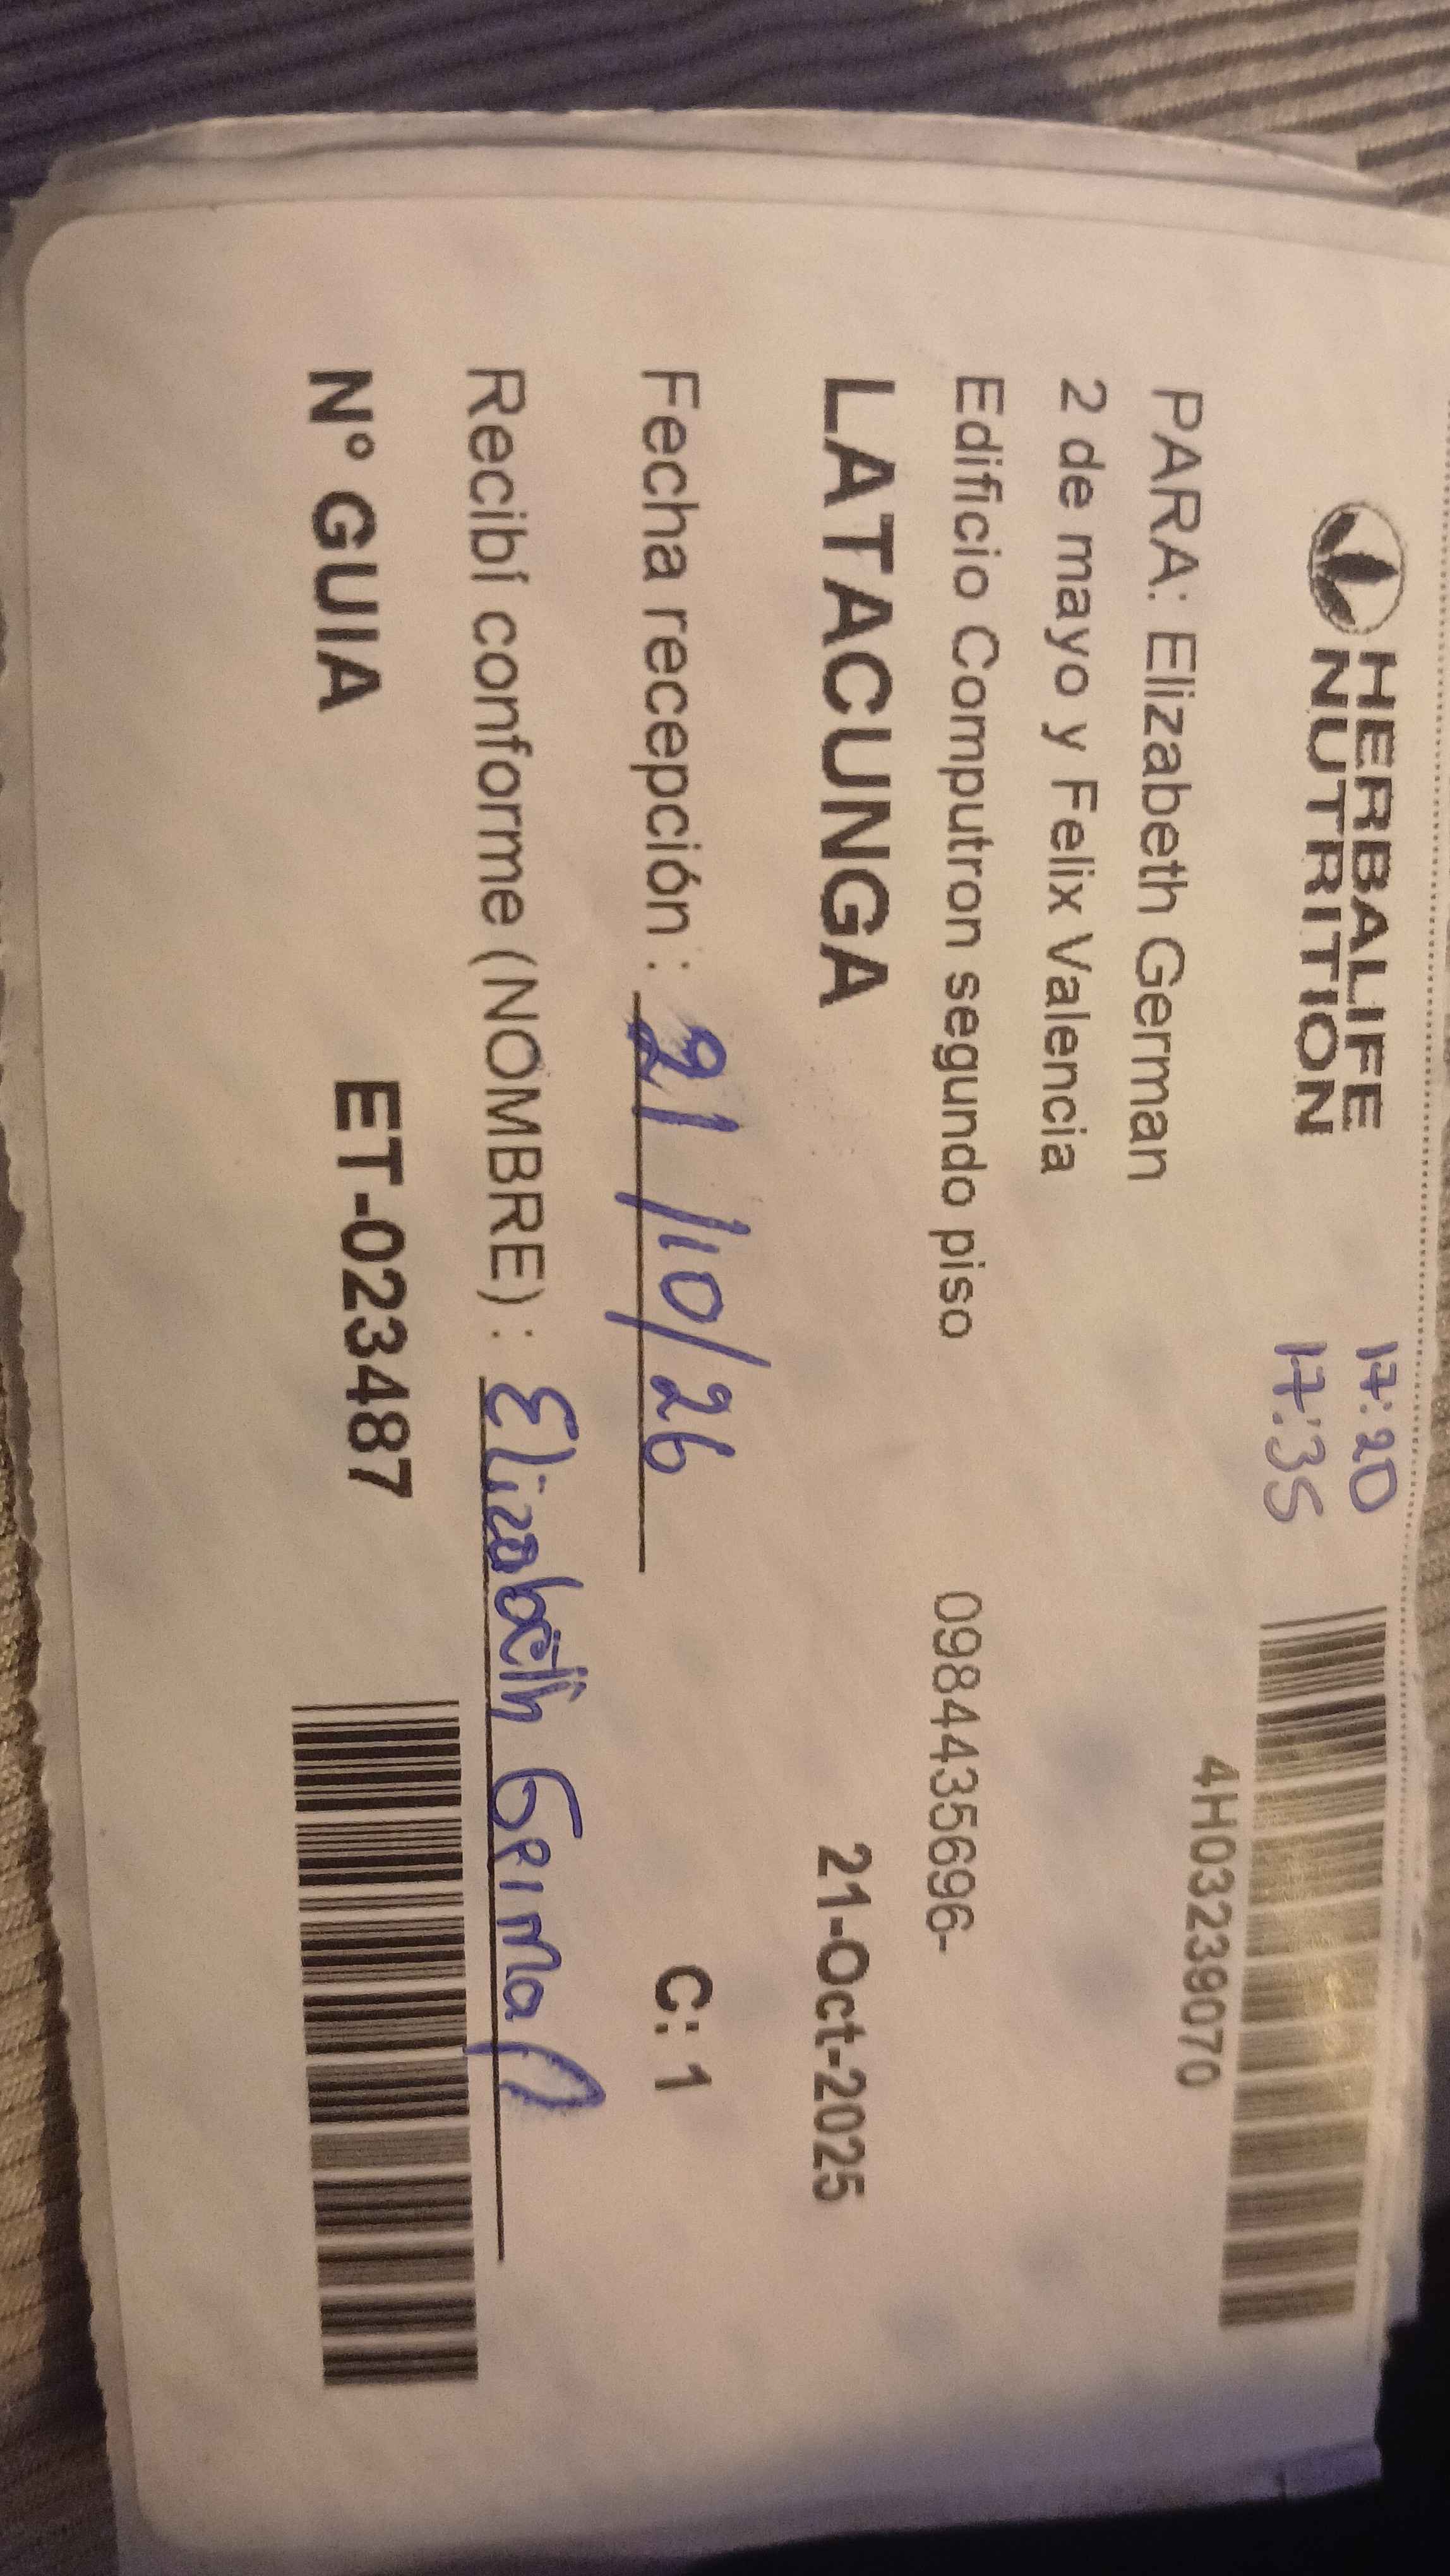 HERBALIFE
NUTRITION
17:20
17:35
4H03239070
PARA: Elizabeth German
2 de mayo y Felix Valencia
Edificio Computron segundo piso 0984435696-
LATACUNGA 21-Oct-2025
Fecha recepción : 21/10/26 C: 1
Recibí conforme (NOMBRE) : Elizabeth German
N° GUIA ET-023487